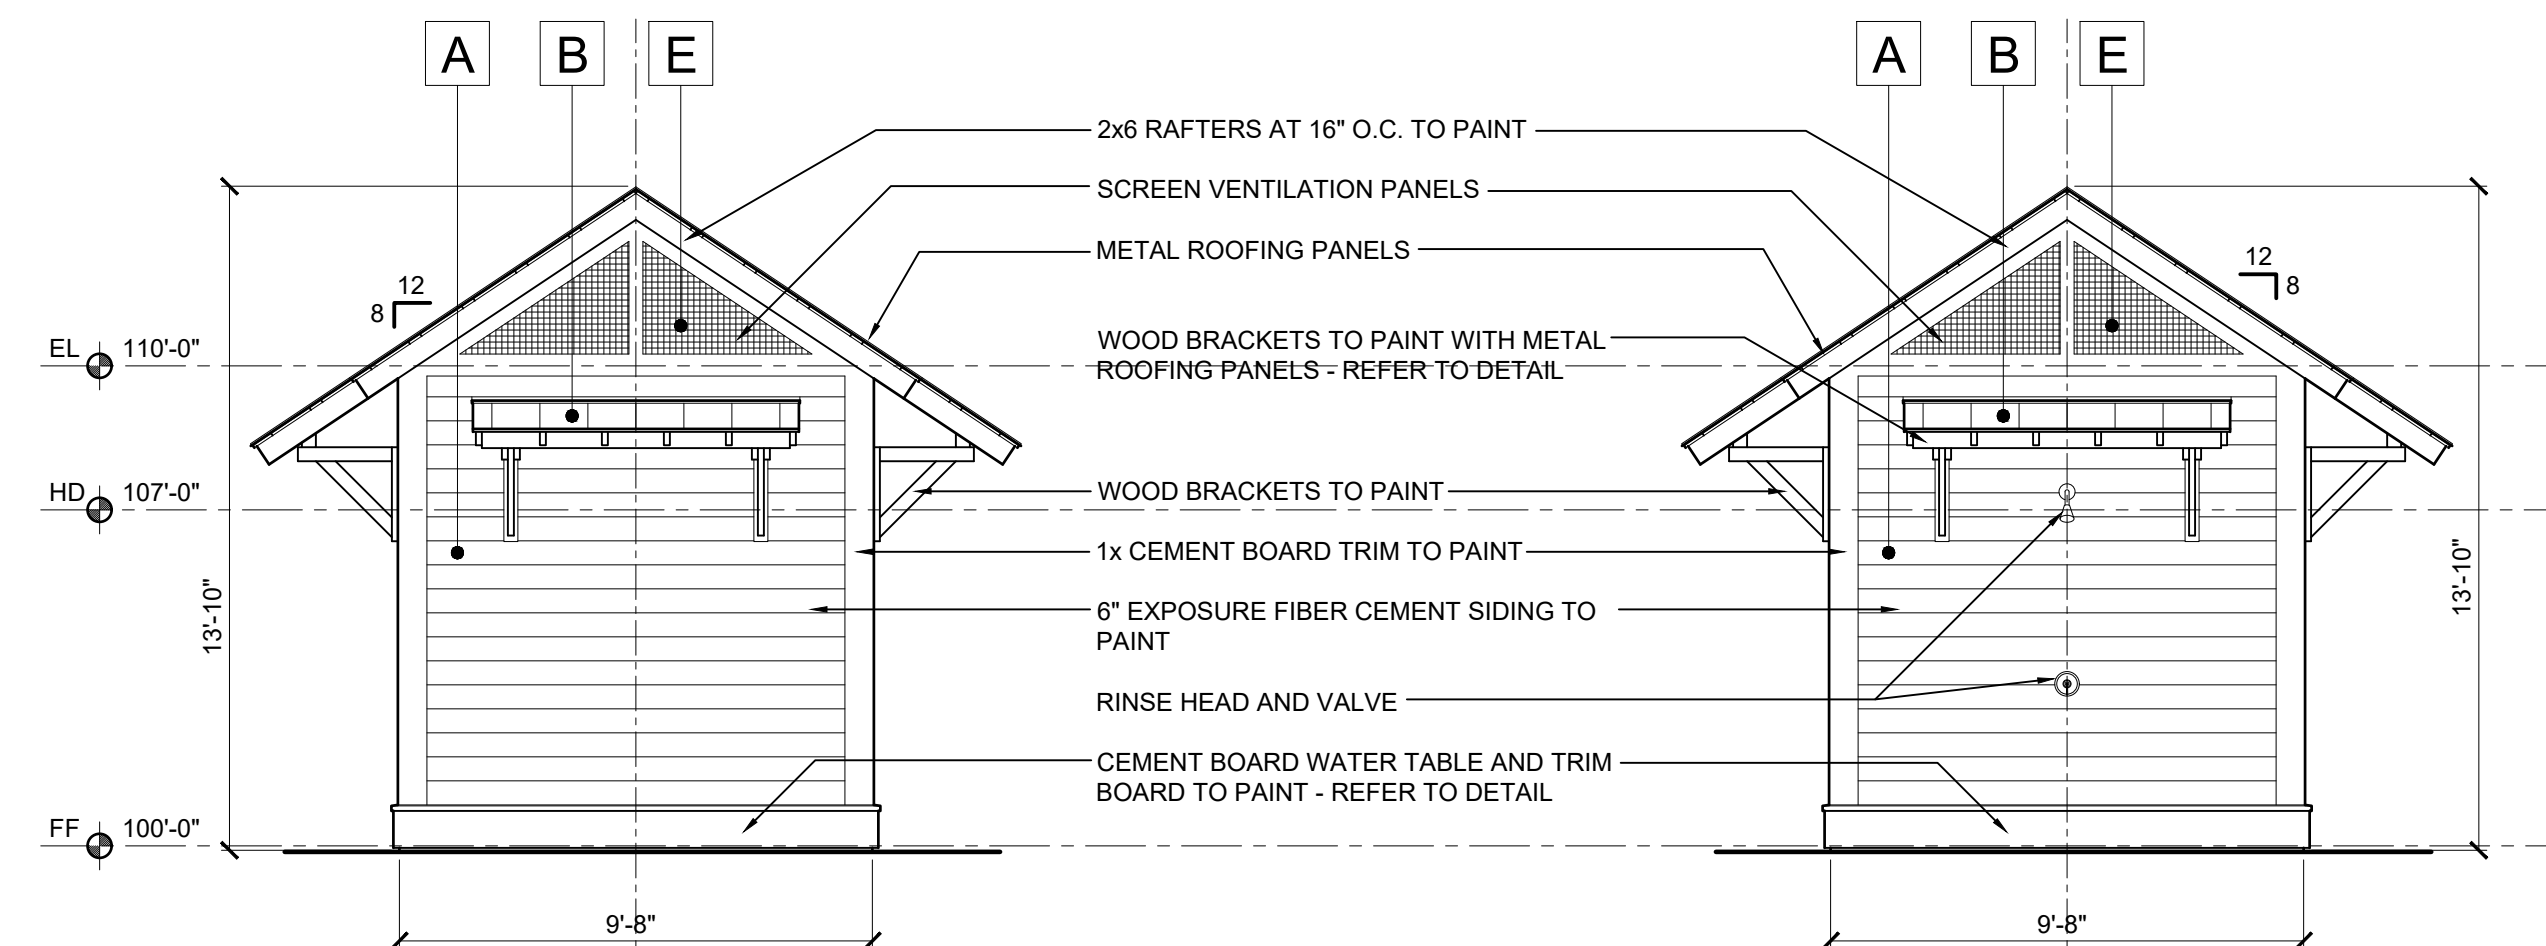 A B E
A B E
2x6 RAFTERS AT 16" O.C. TO PAINT
SCREEN VENTILATION PANELS
METAL ROOFING PANELS
12
8
12
8
WOOD BRACKETS TO PAINT WITH METAL
ROOFING PANELS - REFER TO DETAIL
EL 110'-0"
HD 107'-0"
WOOD BRACKETS TO PAINT
1x CEMENT BOARD TRIM TO PAINT
13'-10"
13'-10"
6" EXPOSURE FIBER CEMENT SIDING TO
PAINT
RINSE HEAD AND VALVE
CEMENT BOARD WATER TABLE AND TRIM
BOARD TO PAINT - REFER TO DETAIL
FF 100'-0"
9'-8"
9'-8"